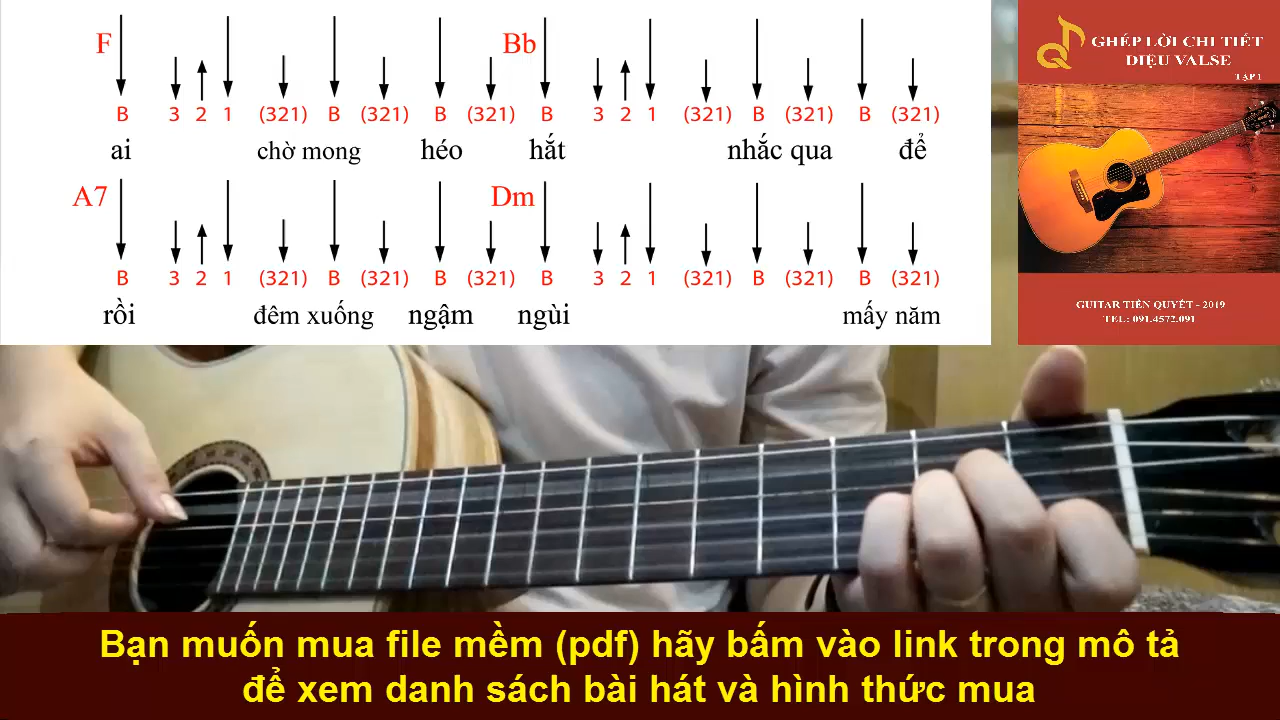 F Bb
B 3 2 1 (321) B (321) B (321) B 3 2 1 (321) B (321) B (321)
ai chờ mong héo hắt nhắc qua để
A7 Dm
B 3 2 1 (321) B (321) B (321) B 3 2 1 (321) B (321) B (321)
rồi đêm xuống ngậm ngùi mấy năm
GHÉP LỜI CHI TIẾT
DIỆU VALSE
TẬP 1
GUITAR TIẾN QUYẾT - 2019
TEL: 091.4572.091
Bạn muốn mua file mềm (pdf) hãy bấm vào link trong mô tả
để xem danh sách bài hát và hình thức mua